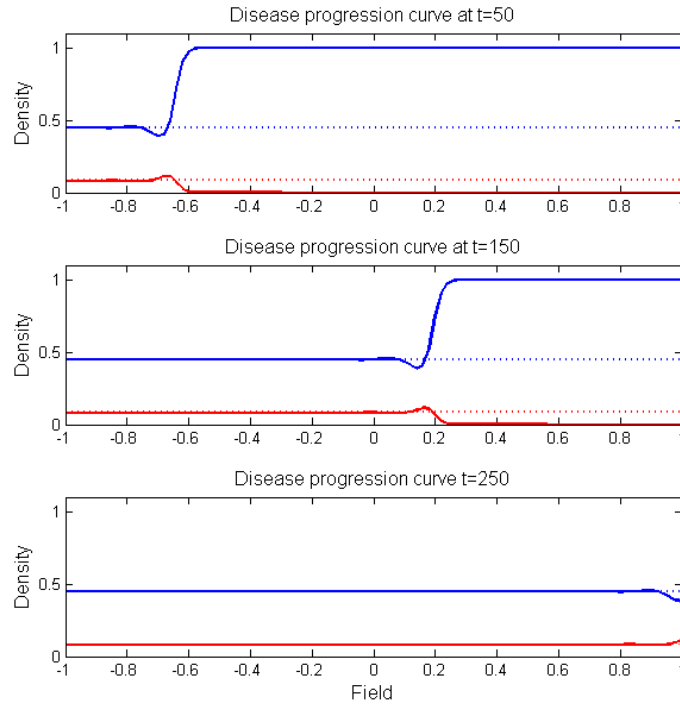 Disease progression curve at t=50
1
0.5
0
Density
-1 -0.8 -0.6 -0.4 -0.2 0 0.2 0.4 0.6 0.8 1
Disease progression curve at t=150
1
0.5
0
Density
-1 -0.8 -0.6 -0.4 -0.2 0 0.2 0.4 0.6 0.8 1
Disease progression curve t=250
1
0.5
0
Density
-1 -0.8 -0.6 -0.4 -0.2 0 0.2 0.4 0.6 0.8 1
Field